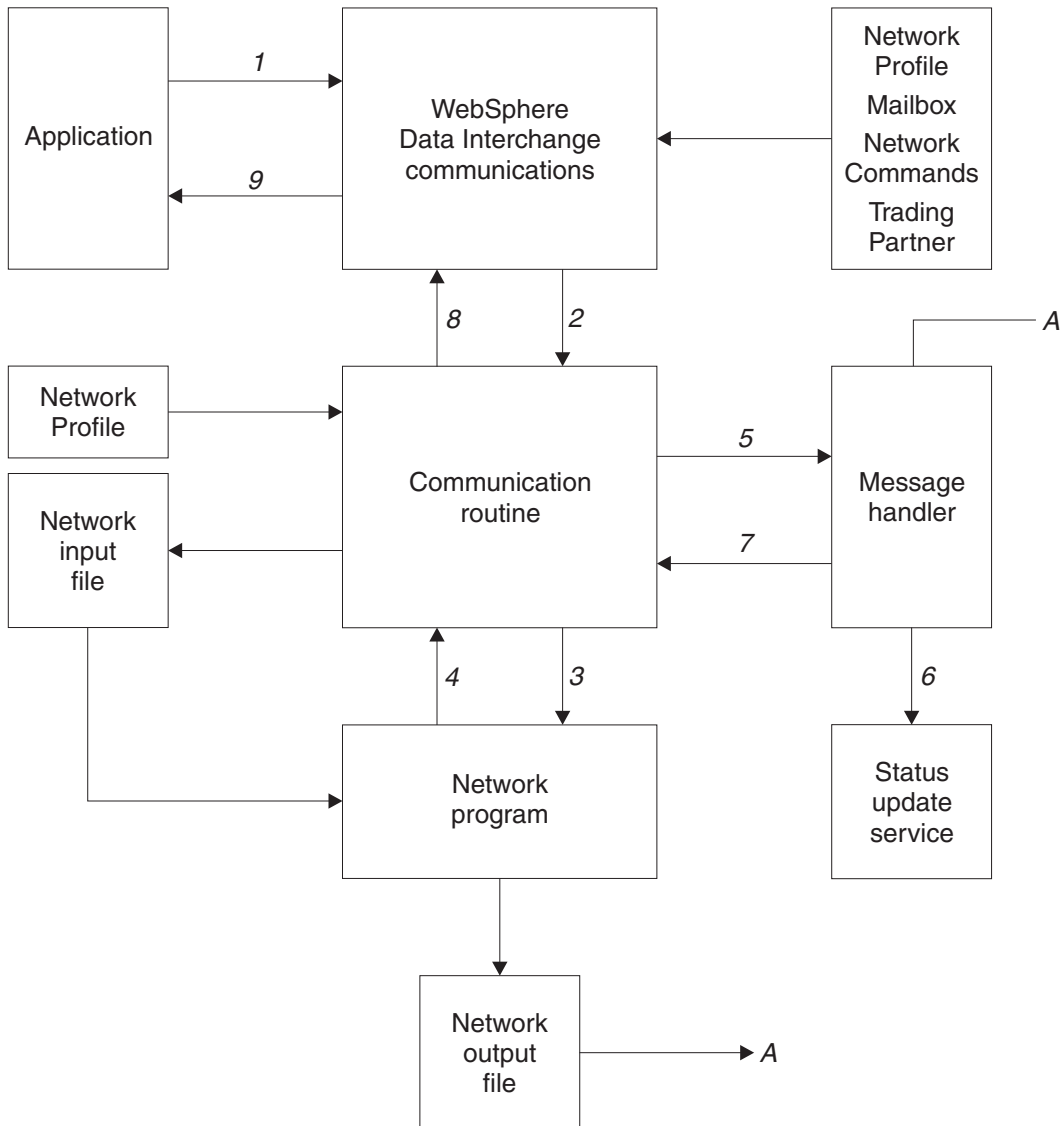 Application
1
9
WebSphere
Data Interchange
communications
Network
Profile
Mailbox
Network
Commands
Trading
Partner
8
2
A
Network
Profile
Network
input
file
Communication
routine
5
7
Message
handler
4
3
6
Network
program
Status
update
service
Network
output
file
A